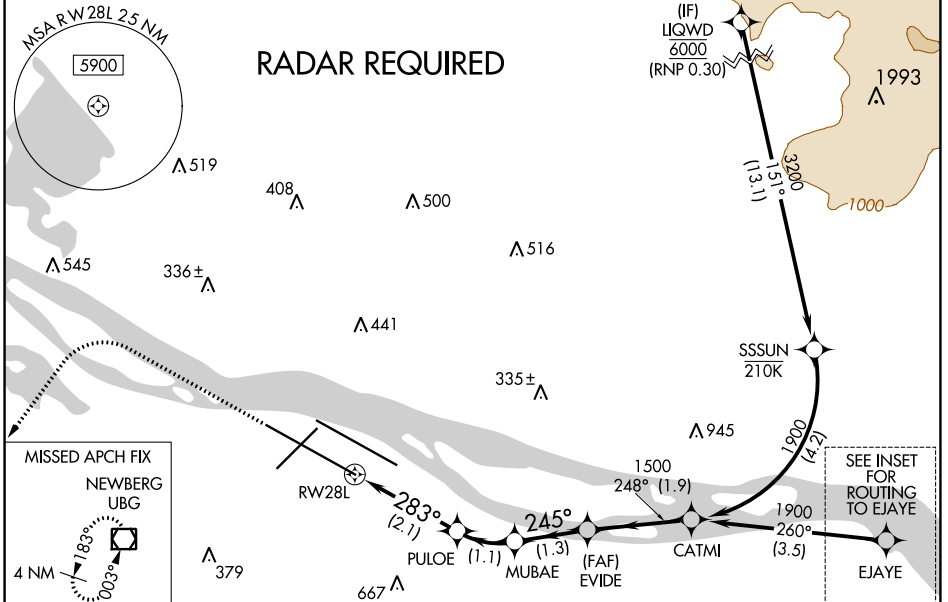 MSA RW28L 25 NM
5900
RADAR REQUIRED
(IF)
LIQWD
6000
(RNP 0.30)
1993
519
408
500
3200
151°
(13.1)
1000
516
545
336±
441
SSSUN
210K
335±
945
1900
(4.2)
MISSED APCH FIX
NEWBERG
UBG
183°
4 NM
003°
RW28L
283°
(2.1)
1500
248° (1.9)
245°
SEE INSET
FOR
ROUTING
TO EJAYE
1900
260°
(3.5)
PULOE
(1.1)
MUBAE
(1.3)
(FAF)
EVIDE
CATMI
EJAYE
379
667